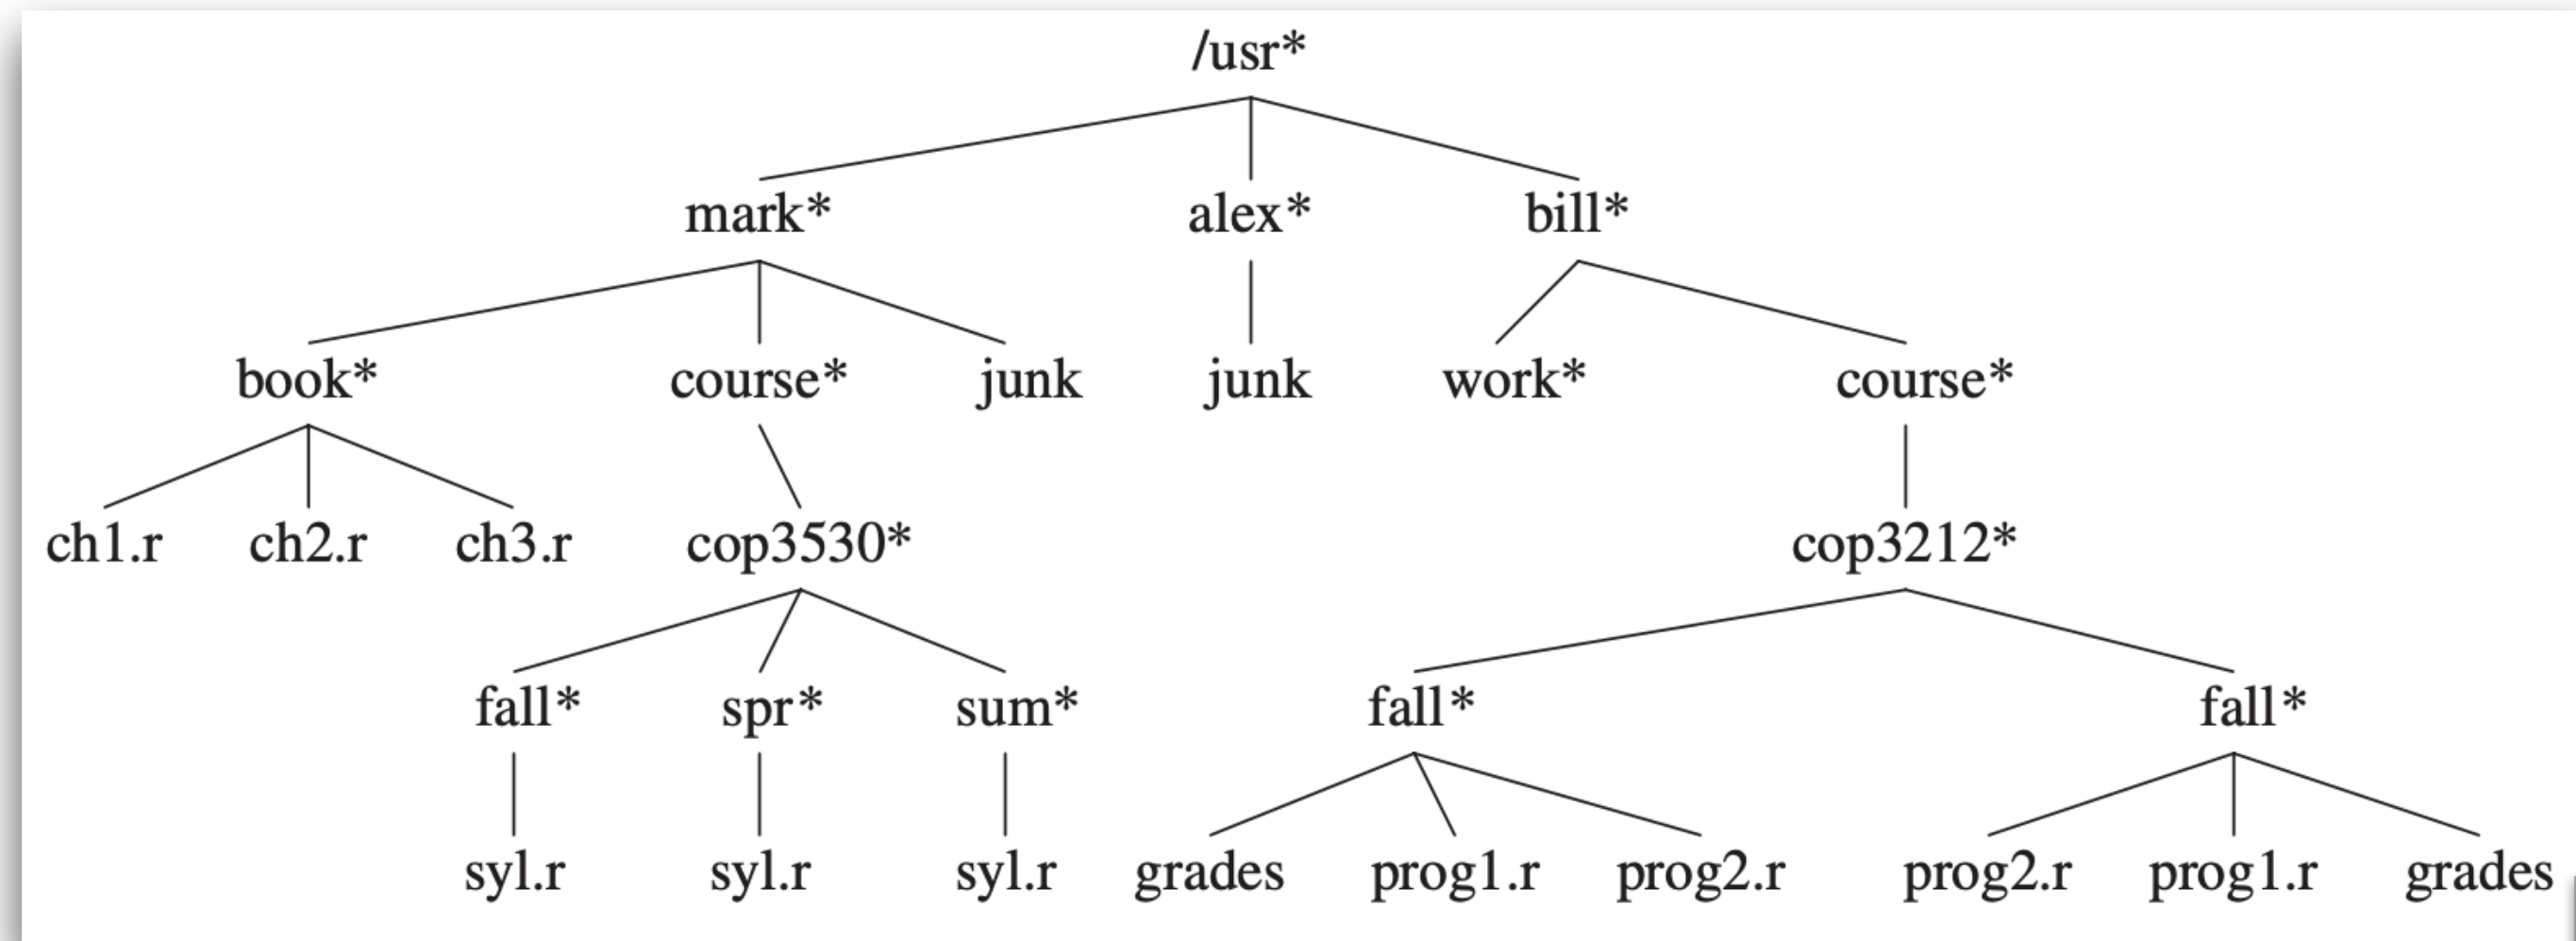 /usr*
mark* alex* bill*
book* course* junk junk work* course*
ch1.r ch2.r ch3.r cop3530* cop3212*
fall* spr* sum* fall* fall*
syl.r syl.r syl.r grades prog1.r prog2.r prog2.r prog1.r grades